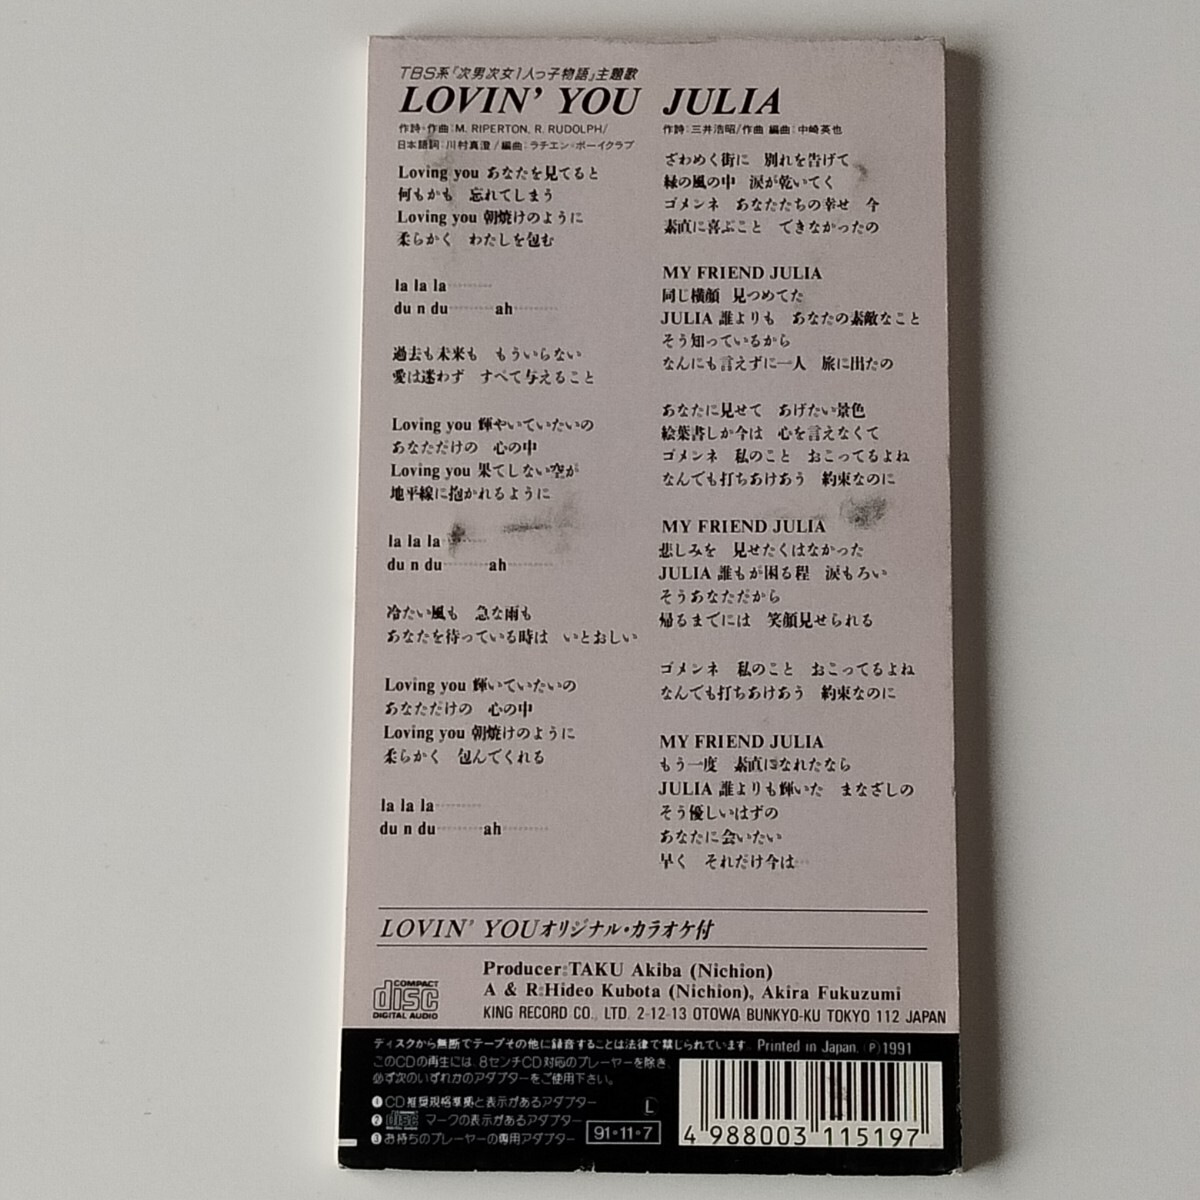 TBS系「次男次女1人っ子物語」主題歌
LOVIN' YOU
作詩・作曲:M. RIPERTON, R. RUDOLPH/
日本語詞:川村真澄/編曲:ラチエン・ボーイクラブ
Loving you あなたを見てると
何もかも 忘れてしまう
Loving you 朝焼けのように
柔らかく わたしを包む
la la la………
du n du………ah………
過去も未来も もういらない
愛は迷わず すべて与えること
Loving you 輝やいていたいの
あなただけの 心の中
Loving you 果てしない空が
地平線に抱かれるように
la la la………
du n du………ah………
冷たい風も 急な雨も
あなたを待っている時は いとおしい
Loving you 輝いていたいの
あなただけの 心の中
Loving you 朝焼けのように
柔らかく 包んでくれる
la la la………
du n du………ah………
JULIA
作詩:三井浩昭/作曲 編曲:中崎英也
ざわめく街に 別れを告げて
緑の風の中 涙が乾いてく
ゴメンネ あなたたちの幸せ 今
素直に喜ぶこと できなかったの
MY FRIEND JULIA
同じ横顔 見つめてた
JULIA 誰よりも あなたの素敵なこと
そう知っているから
なんにも言えずに一人 旅に出たの
あなたに見せて あげたい景色
絵葉書しか今は 心を言えなくて
ゴメンネ 私のこと おこってるよね
なんでも打ちあけあう 約束なのに
MY FRIEND JULIA
悲しみを 見せたくはなかった
JULIA 誰もが困る程 涙もろい
そうあなただから
帰るまでには 笑顔見せられる
ゴメンネ 私のこと おこってるよね
なんでも打ちあけあう 約束なのに
MY FRIEND JULIA
もう一度 素直になれたなら
JULIA 誰よりも輝いた まなざしの
そう優しいはずの
あなたに会いたい
早く それだけ今は…
LOVIN' YOUオリジナル・カラオケ付
COMPACT
disc
DIGITAL AUDIO
Producer:TAKU Akiba (Nichion)
A & R:Hideo Kubota (Nichion), Akira Fukuzumi
KING RECORD CO., LTD. 2-12-13 OTOWA BUNKYO-KU TOKYO 112 JAPAN
ディスクから無断でテープその他に録音することは法律で禁じられています。 Printed in Japan. Ⓟ1991
このCDの再生には、8センチCD対応のプレーヤーを除き、
必ず次のいずれかのアダプターをご使用下さい。
❶CD推奨規格準拠と表示があるアダプター
❷disc マークの表示があるアダプター
❸お持ちのプレーヤーの専用アダプター
L
91・11・7
4 988003 115197